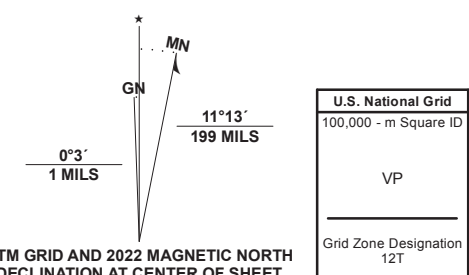 ★
MN
GN
11°13´
199 MILS
0°3´
1 MILS
TM GRID AND 2022 MAGNETIC NORTH
DECLINATION AT CENTER OF SHEET
U.S. National Grid
100,000 - m Square ID
VP
Grid Zone Designation
12T